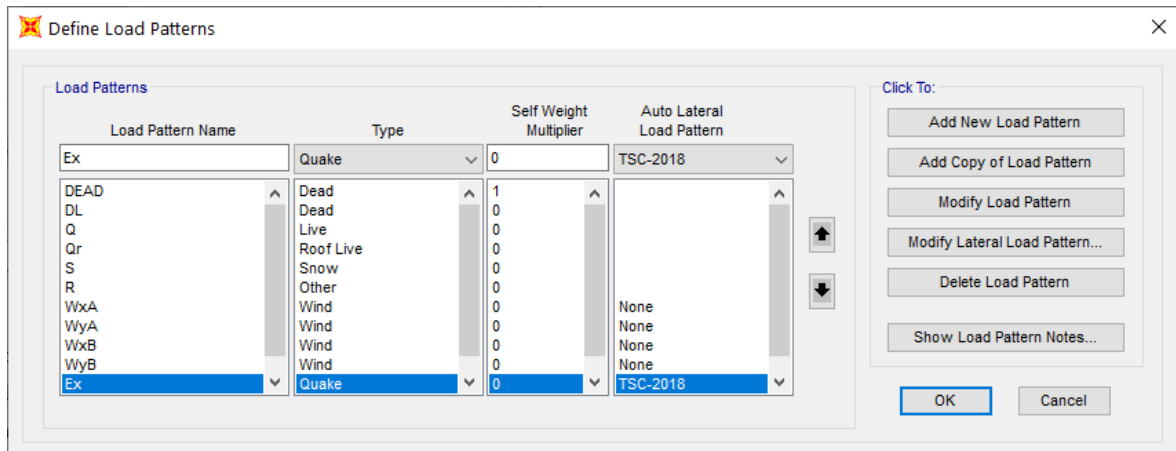 Define Load Patterns
Load Patterns
Click To:
Load Pattern Name Type Self Weight Multiplier Auto Lateral Load Pattern
Ex Quake 0 TSC-2018
DEAD Dead 1
DL Dead 0
Q Live 0
Qr Roof Live 0
S Snow 0
R Other 0
WxA Wind 0 None
WyA Wind 0 None
WxB Wind 0 None
WyB Wind 0 None
Ex Quake 0 TSC-2018
Add New Load Pattern
Add Copy of Load Pattern
Modify Load Pattern
Modify Lateral Load Pattern...
Delete Load Pattern
Show Load Pattern Notes...
OK Cancel